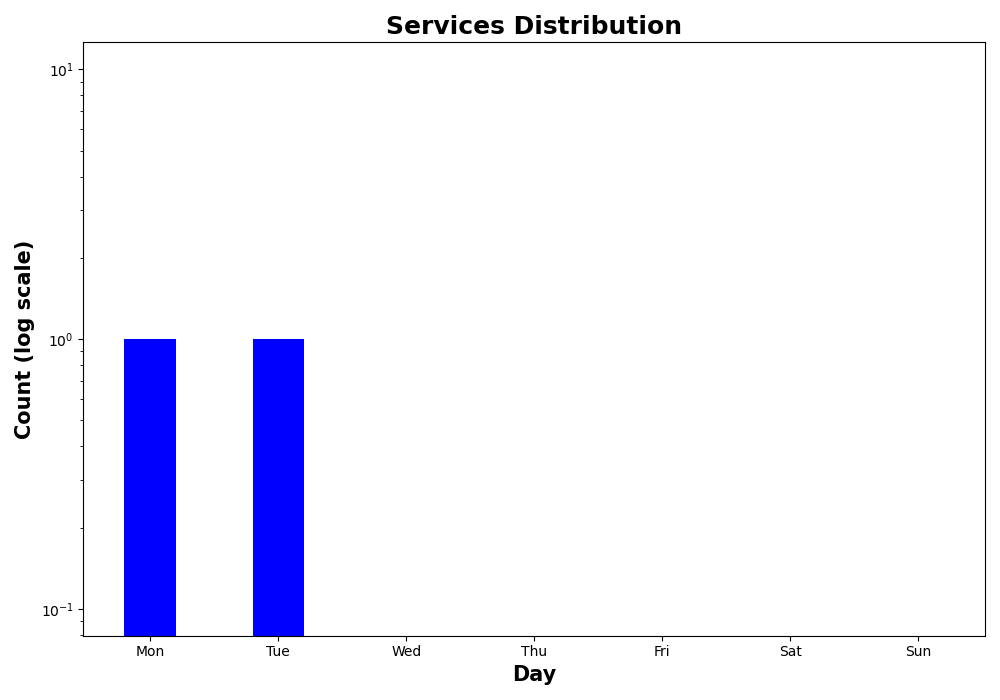 Services Distribution
Count (log scale)
10¹
10⁰
10⁻¹
Mon Tue Wed Thu Fri Sat Sun
Day